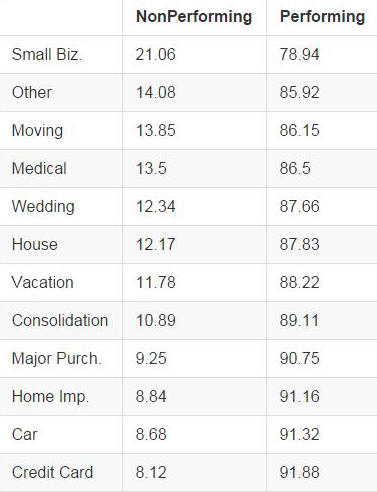 NonPerforming Performing
Small Biz. 21.06 78.94
Other 14.08 85.92
Moving 13.85 86.15
Medical 13.5 86.5
Wedding 12.34 87.66
House 12.17 87.83
Vacation 11.78 88.22
Consolidation 10.89 89.11
Major Purch. 9.25 90.75
Home Imp. 8.84 91.16
Car 8.68 91.32
Credit Card 8.12 91.88